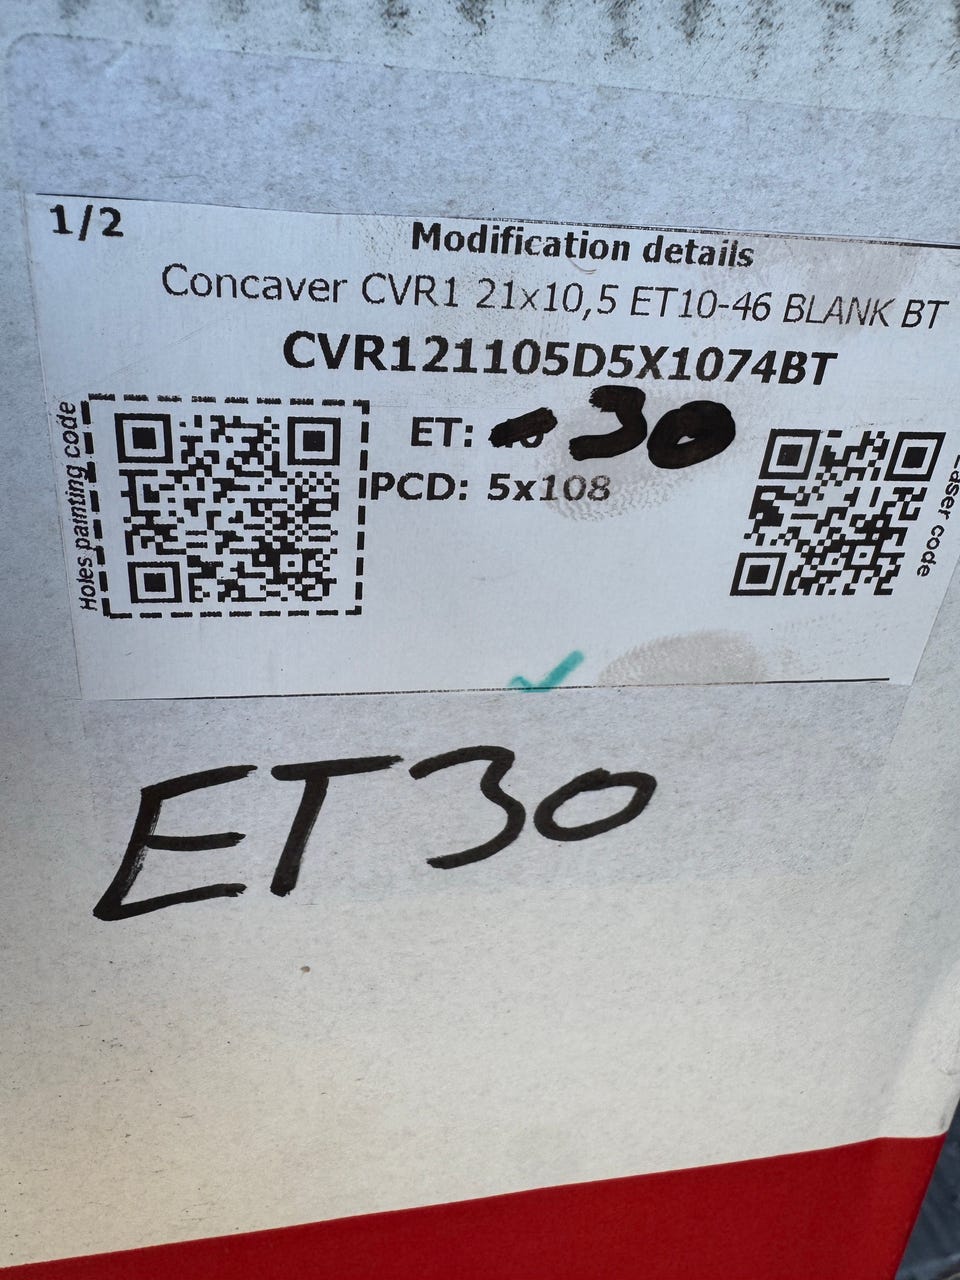 1/2
Modification details
Concaver CVR1 21x10,5 ET10-46 BLANK BT
CVR121105D5X1074BT
Holes painting code
ET: 30
PCD: 5x108
Laser code
ET30